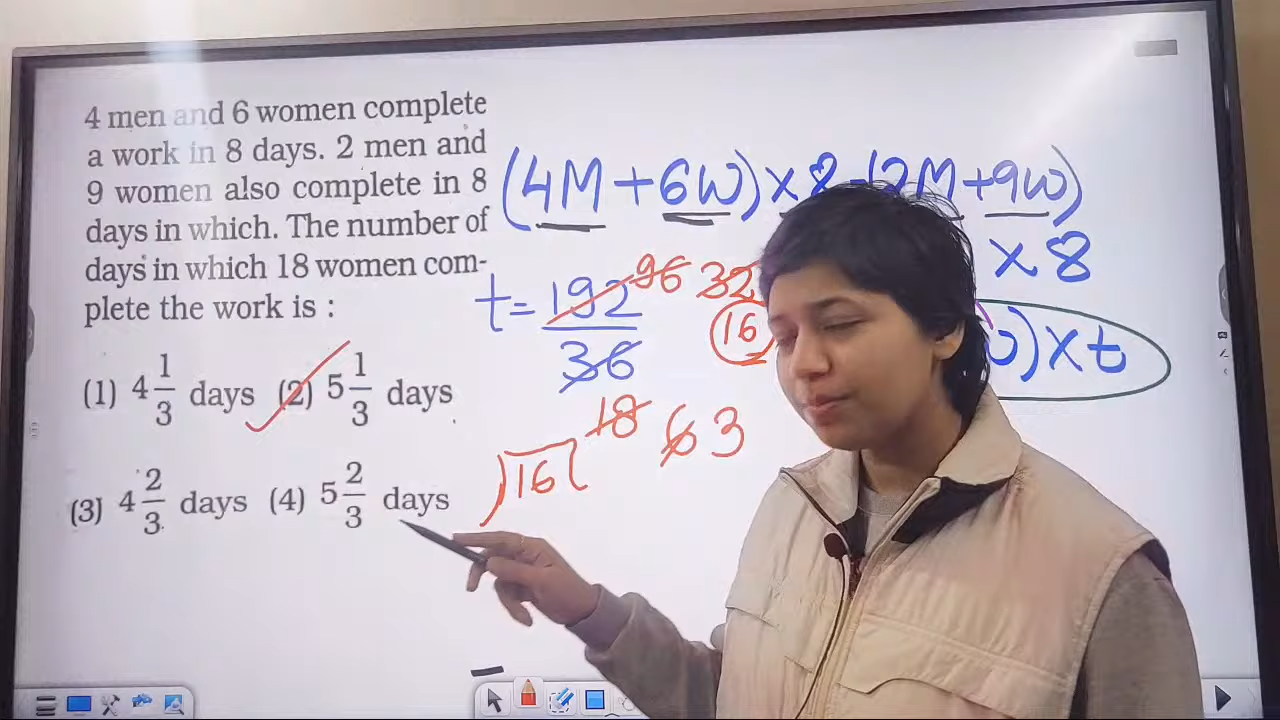 4 men and 6 women complete
a work in 8 days. 2 men and
9 women also complete in 8
days in which. The number of
days in which 18 women com-
plete the work is :
(1) 4 1/3 days (2) 5 1/3 days
(3) 4 2/3 days (4) 5 2/3 days
(4M + 6W) × 8 = (2M + 9W)
× 8
t = 192/36 96 32
16
) × t
18 6 3
16